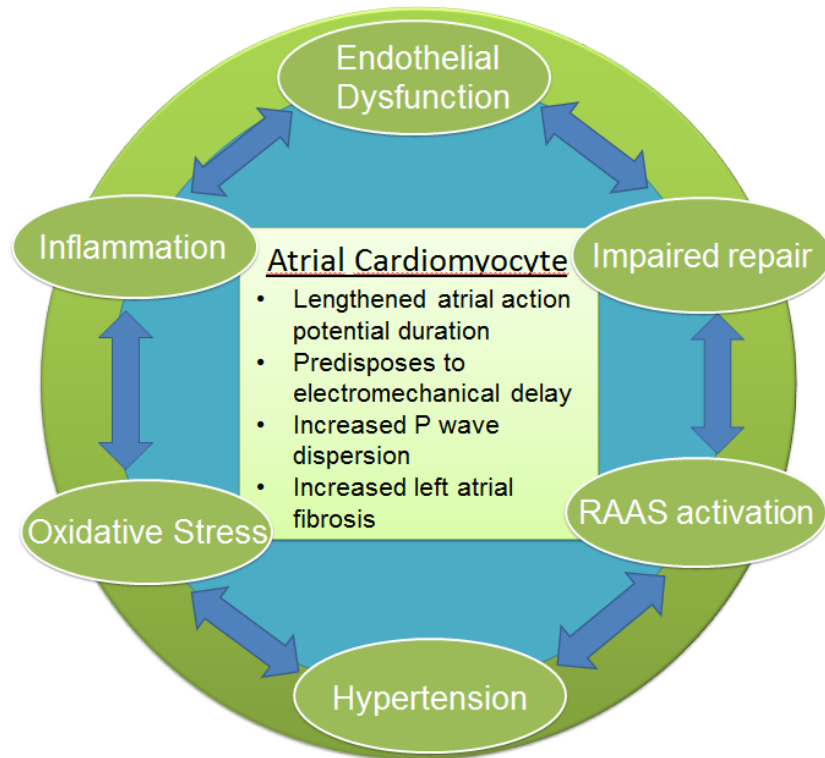 Endothelial
Dysfunction
Inflammation
Impaired repair
Atrial Cardiomyocyte
• Lengthened atrial action
potential duration
• Predisposes to
electromechanical delay
• Increased P wave
dispersion
• Increased left atrial
fibrosis
Oxidative Stress
RAAS activation
Hypertension